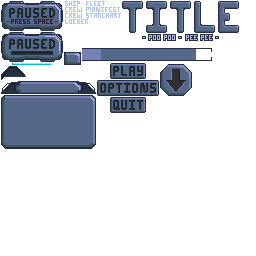 PAUSED
-PRESS SPACE-
SHIP FLEET
CREW MANIFEST
CREW STARCHART
LOCKER
TITLE
- POO POO - PEE PEE -
PAUSED
PLAY
OPTIONS
QUIT